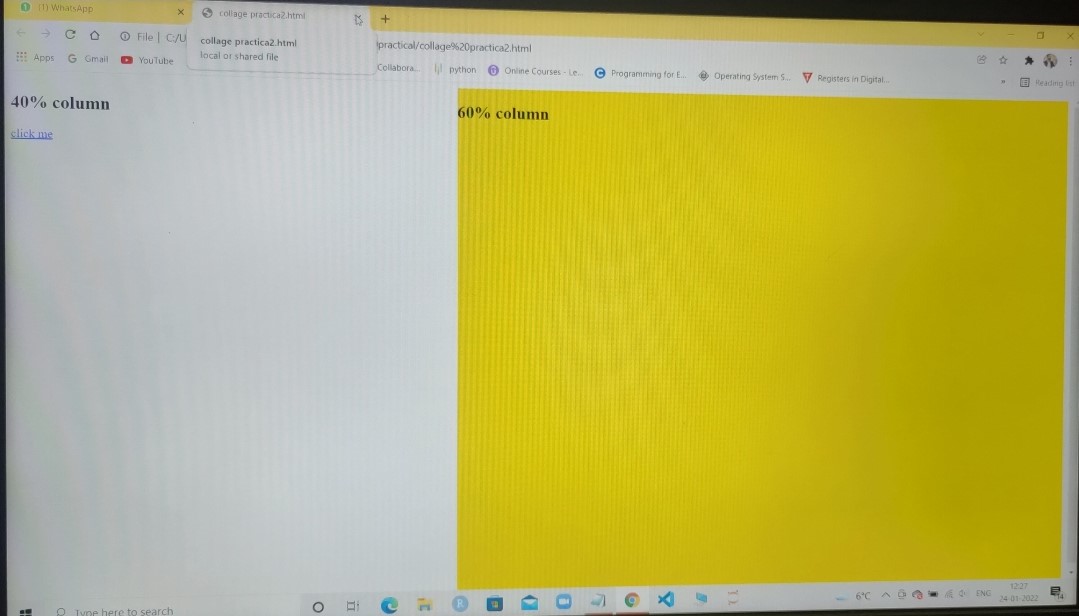 (1) WhatsApp
collage practica2.html
File | C:/U
practical/collage%20practica2.html
collage practica2.html
local or shared file
Apps
Gmail
YouTube
Collabora...
python
Online Courses - Le...
Programming for E...
Operating System S...
Registers in Digital...
»
Reading list
40% column
60% column
click me
Type here to search
6°C
ENG
12:27
24-01-2022